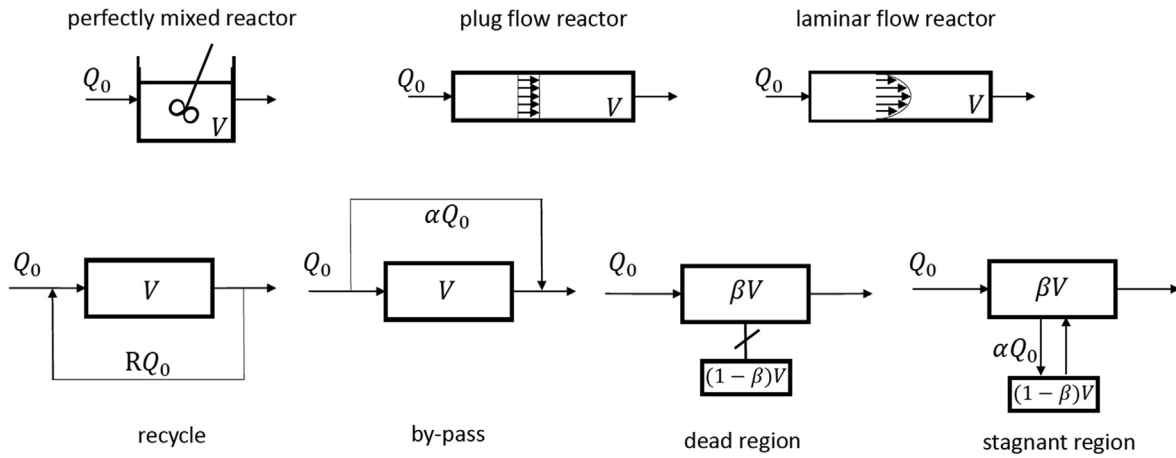 perfectly mixed reactor
plug flow reactor
laminar flow reactor
Q₀
V
Q₀
V
Q₀
V
Q₀
V
RQ₀
recycle
αQ₀
Q₀
V
by-pass
Q₀
βV
(1 − β)V
dead region
Q₀
βV
αQ₀
(1 − β)V
stagnant region